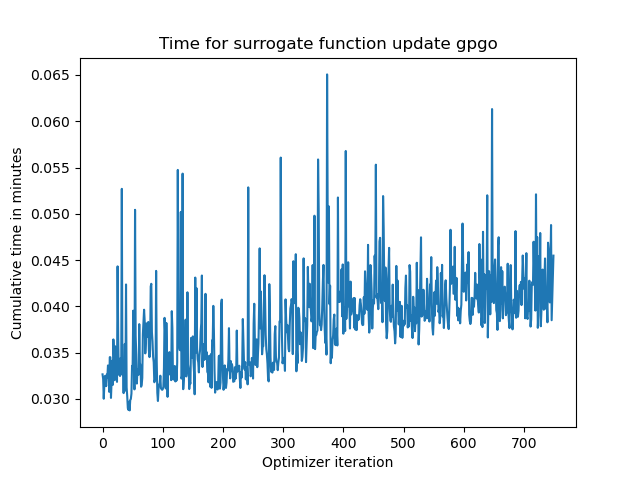 Time for surrogate function update gpgo
Cumulative time in minutes
0.065
0.060
0.055
0.050
0.045
0.040
0.035
0.030
0 100 200 300 400 500 600 700
Optimizer iteration